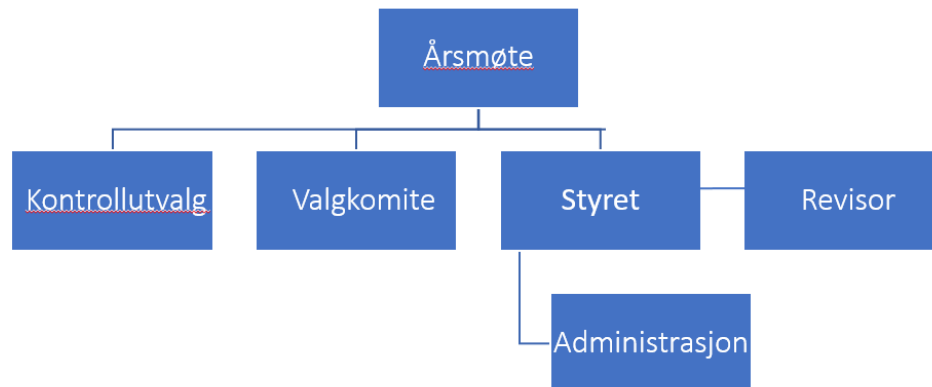 Årsmøte
Kontrollutvalg
Valgkomite
Styret
Revisor
Administrasjon